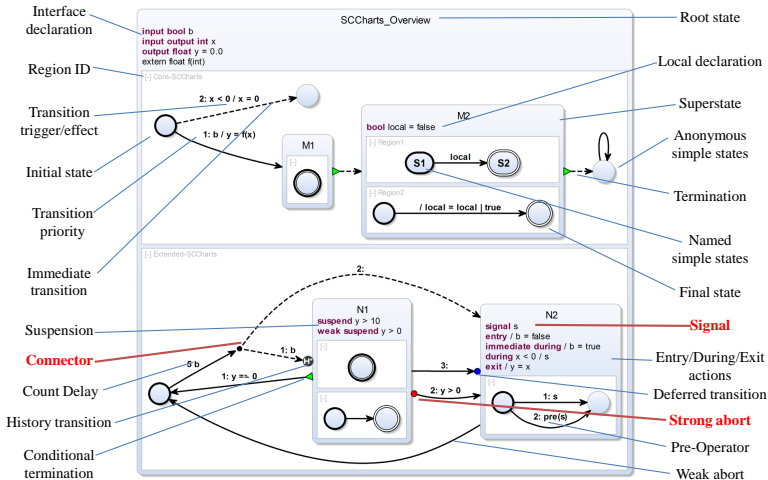 Interface
declaration
SCCharts_Overview
Root state
input bool b
input output int x
output float y = 0.0
extern float f(int)
Region ID
[-] Core-SCCharts
Local declaration
Transition
trigger/effect
2: x < 0 / x = 0
1: b / y = f(x)
M1
[-]
M2
bool local = false
[-] Region1
S1
local
S2
[-] Region2
/ local = local | true
Superstate
Anonymous
simple states
Initial state
Termination
Transition
priority
Named
simple states
Immediate
transition
Final state
[-] Extended-SCCharts
2:
Suspension
Connector
Count Delay
History transition
Conditional
termination
5 b
1: b
H*
1: y == 0
N1
suspend y > 10
weak suspend y > 0
[-]
[-]
3:
2: y > 0
N2
signal s
entry / b = false
immediate during / b = true
during x < 0 / s
exit / y = x
[-]
1: s
2: pre(s)
Signal
Entry/During/Exit
actions
Deferred transition
Strong abort
Pre-Operator
Weak abort